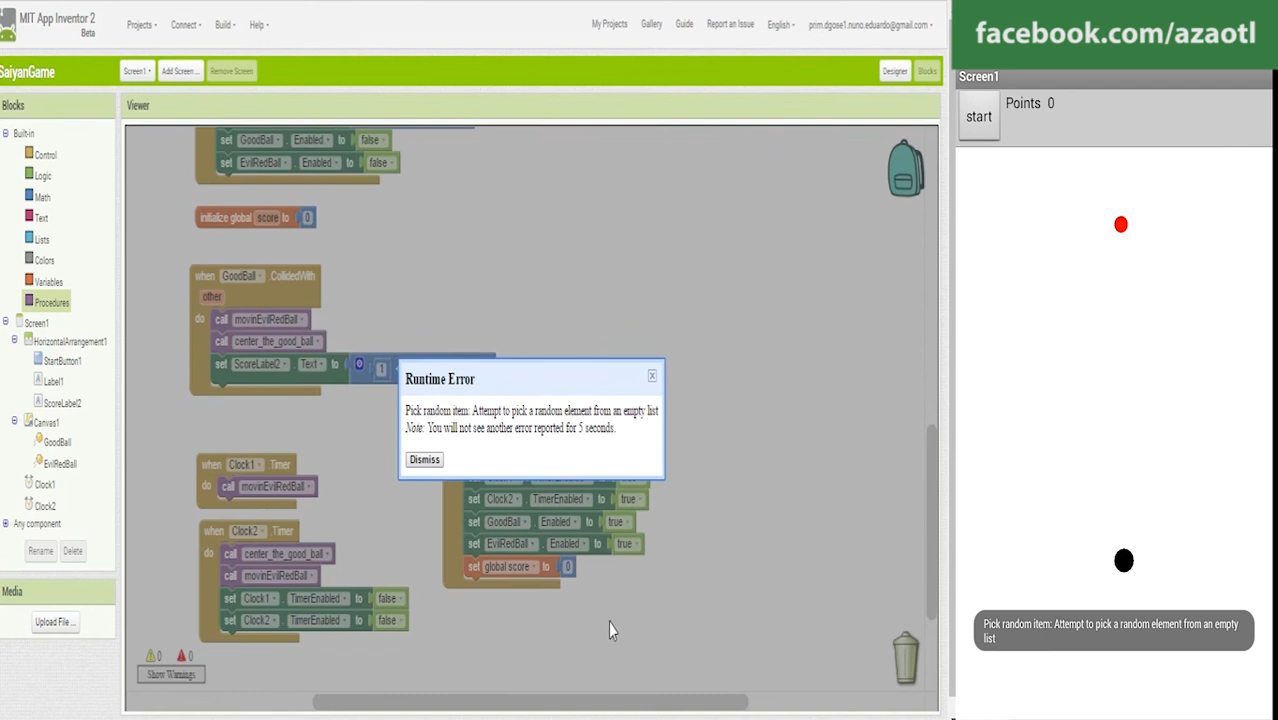 MIT App Inventor 2
Beta
Projects
Connect
Build
Help
My Projects
Gallery
Guide
Report an Issue
English
prim.dgose1.nuno.eduardo@gmail.com
facebook.com/azaotl
SaiyanGame
Screen1
Add Screen ...
Remove Screen
Designer
Blocks
Blocks
Viewer
Built-in
Control
Logic
Math
Text
Lists
Colors
Variables
Procedures
Screen1
HorizontalArrangement1
StartButton1
Label1
ScoreLabel2
Canvas1
GoodBall
EvilRedBall
Clock1
Clock2
Any component
Rename
Delete
Media
Upload File ...
set GoodBall . Enabled to false
set EvilRedBall . Enabled to false
initialize global score to 0
when GoodBall .CollidedWith
other
do call movinEvilRedBall
call center_the_good_ball
set ScoreLabel2 . Text to 1
when Clock1 .Timer
do call movinEvilRedBall
when Clock2 .Timer
do call center_the_good_ball
call movinEvilRedBall
set Clock1 . TimerEnabled to false
set Clock2 . TimerEnabled to false
set Clock2 . TimerEnabled to true
set GoodBall . Enabled to true
set EvilRedBall . Enabled to true
set global score to 0
0
0
Show Warnings
Runtime Error
Pick random item: Attempt to pick a random element from an empty list
Note: You will not see another error reported for 5 seconds.
Dismiss
Screen1
start
Points 0
Pick random item: Attempt to pick a random element from an empty
list